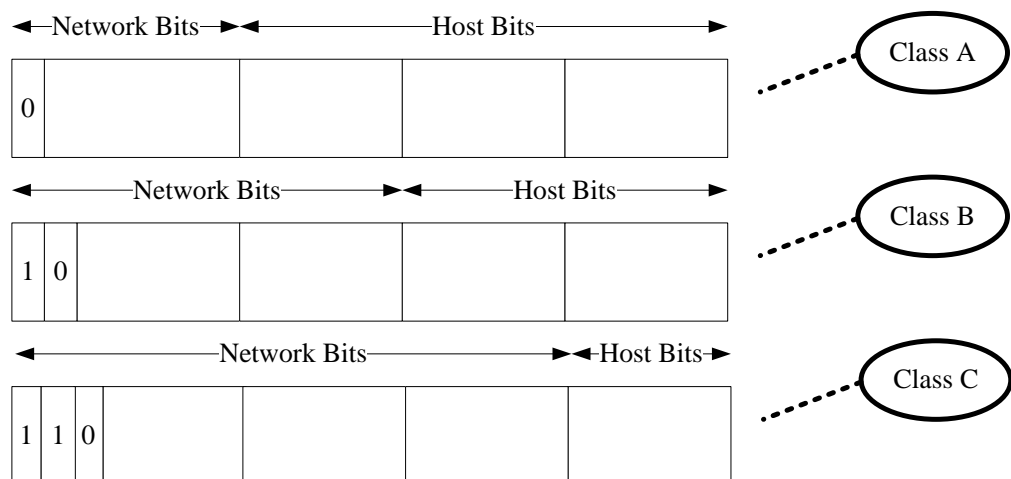 Network Bits Host Bits
Class A
0
Network Bits Host Bits
Class B
1 0
Network Bits Host Bits
Class C
1 1 0